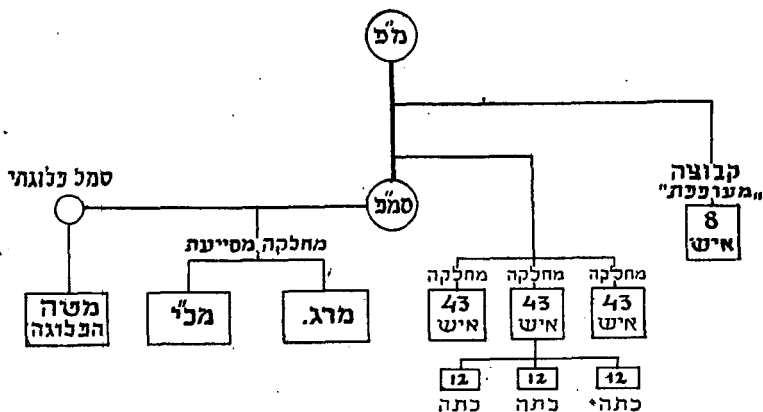 מ"פ
קבוצה
"מעופפת"
8
איש
סמל פלוגתי
סמ"פ
מחלקה מסייעת
מטה
הפלוגה
מכ"י
מרג.
מחלקה מחלקה מחלקה
43 43 43
איש איש איש
12 12 12
כתה כתה כתה